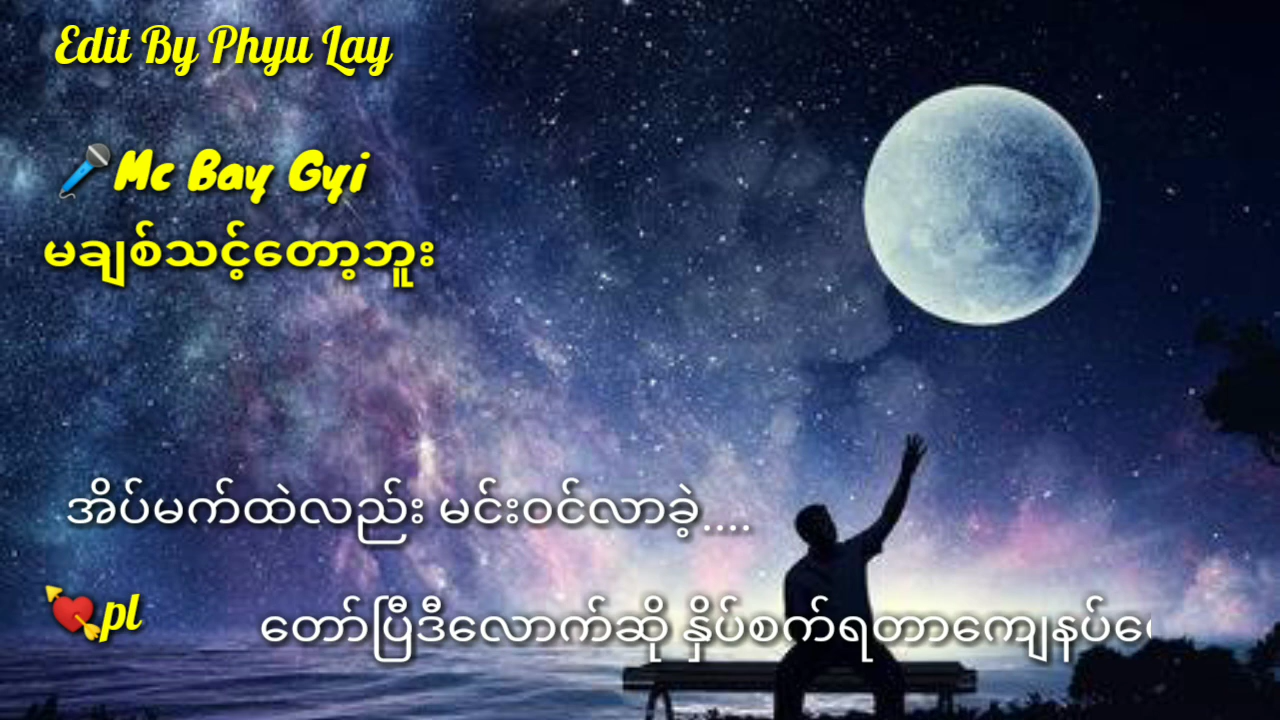 Edit By Phyu Lay
🎤Mc Bay Gyi
မချစ်သင့်တော့ဘူး
အိပ်မက်ထဲလည်း မင်းဝင်လာခဲ့....
တော်ပြီဒီလောက်ဆို နှိပ်စက်ရတာကျေနပ်
💘pl